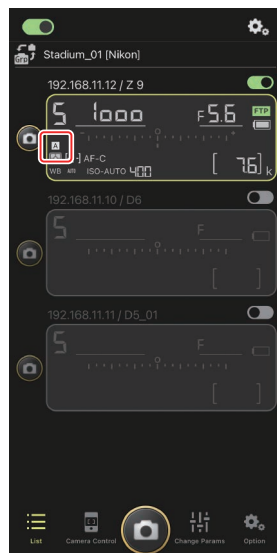 Grp
Stadium_01 [Nikon]
192.168.11.12 / Z 9
S 1000 F5.6 FTP
A
[ ] AF-C
WB ISO-AUTO 400 [ 7.6] k
192.168.11.10 / D6
S F
[ ]
192.168.11.11 / D5_01
S F
[ ]
List Camera Control Change Params Option